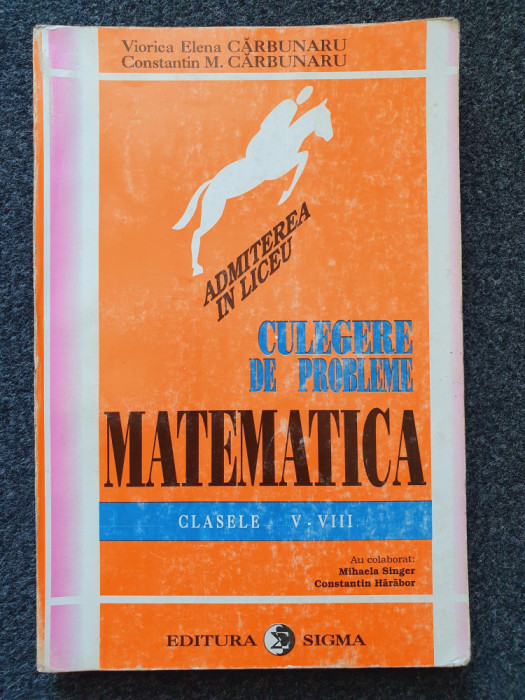 Viorica Elena CĂRBUNARU
Constantin M. CĂRBUNARU
ADMITEREA
IN LICEU
CULEGERE
DE PROBLEME
MATEMATICA
CLASELE V - VIII
Au colaborat:
Mihaela Singer
Constantin Hărăbor
EDITURA Σ SIGMA